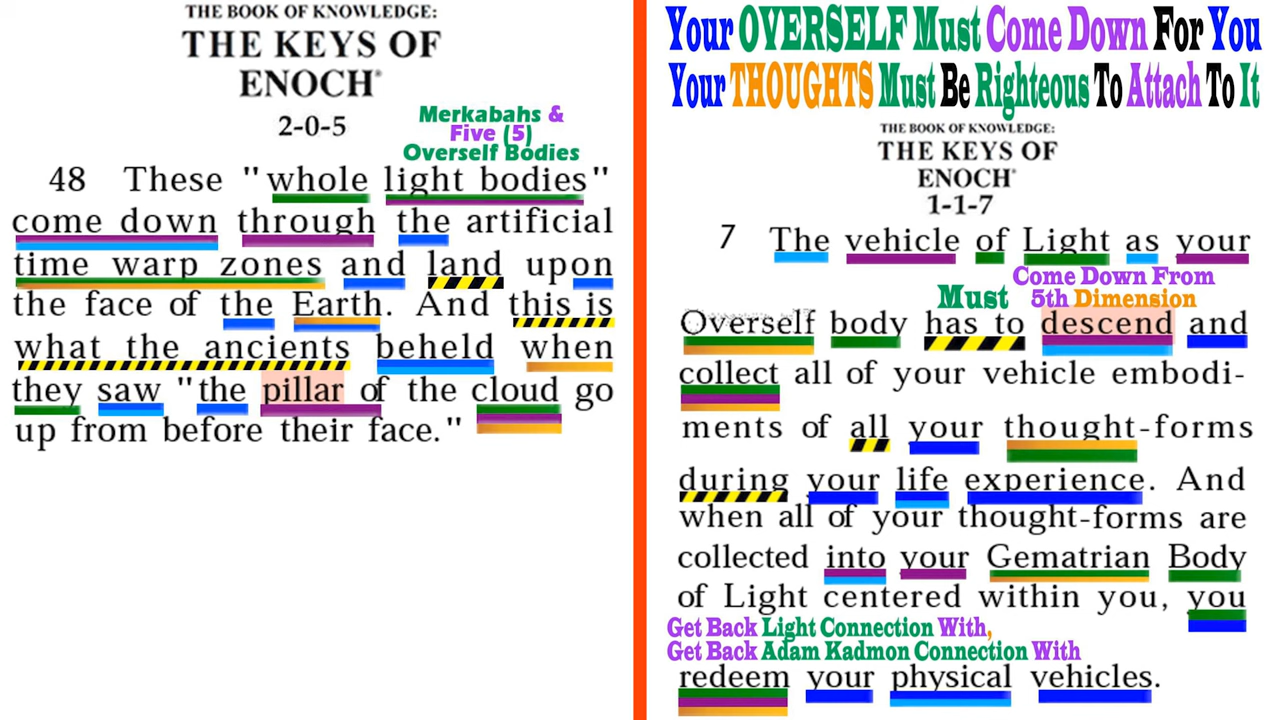 THE BOOK OF KNOWLEDGE:
THE KEYS OF
ENOCH®
2-0-5
Merkabahs &
Five (5)
Overself Bodies
48 These "whole light bodies"
come down through the artificial
time warp zones and land upon
the face of the Earth. And this is
what the ancients beheld when
they saw "the pillar of the cloud go
up from before their face."
Your OVERSELF Must Come Down For You
Your THOUGHTS Must Be Righteous To Attach To It
THE BOOK OF KNOWLEDGE:
THE KEYS OF
ENOCH®
1-1-7
7 The vehicle of Light as your
Come Down From
Must 5th Dimension
Overself body has to descend and
collect all of your vehicle embodi-
ments of all your thought-forms
during your life experience. And
when all of your thought-forms are
collected into your Gematrian Body
of Light centered within you, you
Get Back Light Connection With,
Get Back Adam Kadmon Connection With
redeem your physical vehicles.